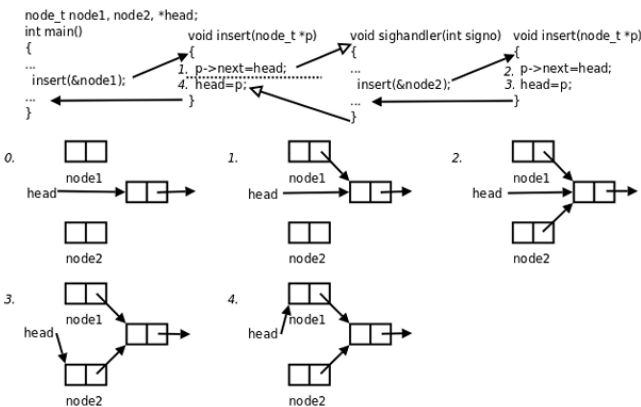 node_t node1, node2, *head;
int main()
{
...
insert(&node1);
...
}
void insert(node_t *p)
{
1. p->next=head;
4. head=p;
}
void sighandler(int signo)
{
...
insert(&node2);
...
}
void insert(node_t *p)
{
2. p->next=head;
3. head=p;
}
0.
node1
head
node2
1.
node1
head
node2
2.
node1
head
node2
3.
node1
head
node2
4.
node1
head
node2